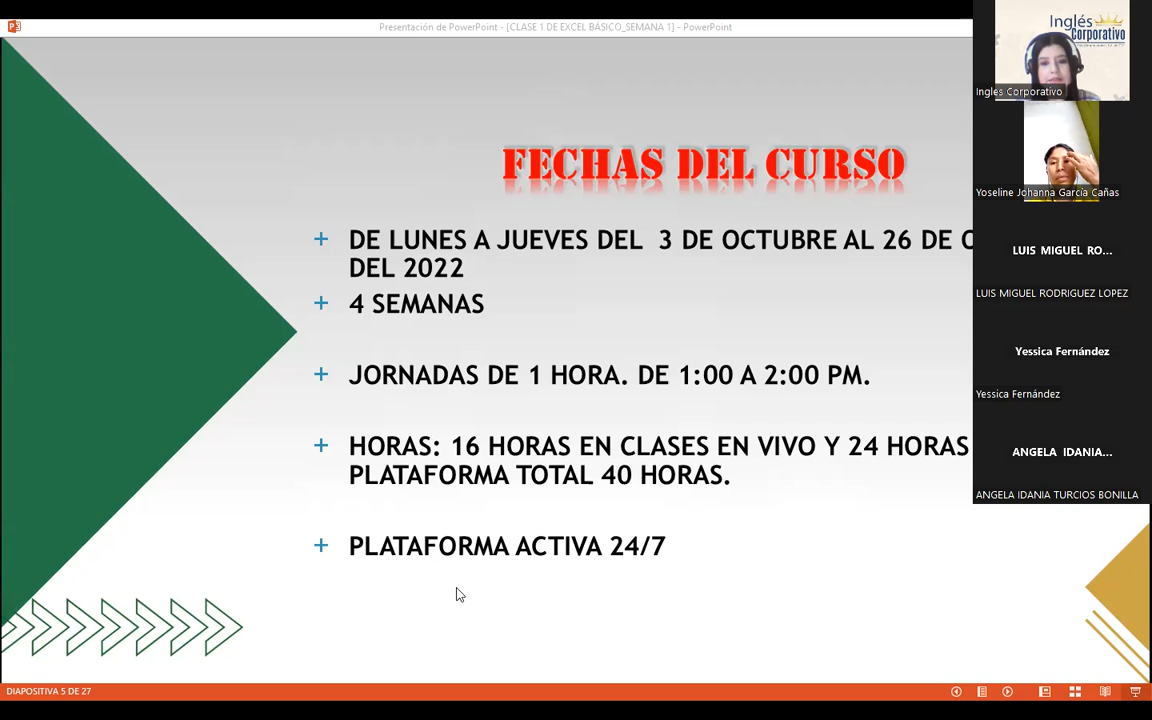 Presentación de PowerPoint - [CLASE 1 DE EXCEL BÁSICO_SEMANA 1] - PowerPoint
Inglés
Corporativo
Ingles Corporativo
Yoseline Johanna García Cañas
LUIS MIGUEL RO...
LUIS MIGUEL RODRIGUEZ LOPEZ
Yessica Fernández
Yessica Fernández
ANGELA IDANIA...
ANGELA IDANIA TURCIOS BONILLA
FECHAS DEL CURSO
+ DE LUNES A JUEVES DEL 3 DE OCTUBRE AL 26 DE
DEL 2022
+ 4 SEMANAS
+ JORNADAS DE 1 HORA. DE 1:00 A 2:00 PM.
+ HORAS: 16 HORAS EN CLASES EN VIVO Y 24 HORAS
PLATAFORMA TOTAL 40 HORAS.
+ PLATAFORMA ACTIVA 24/7
DIAPOSITIVA 5 DE 27